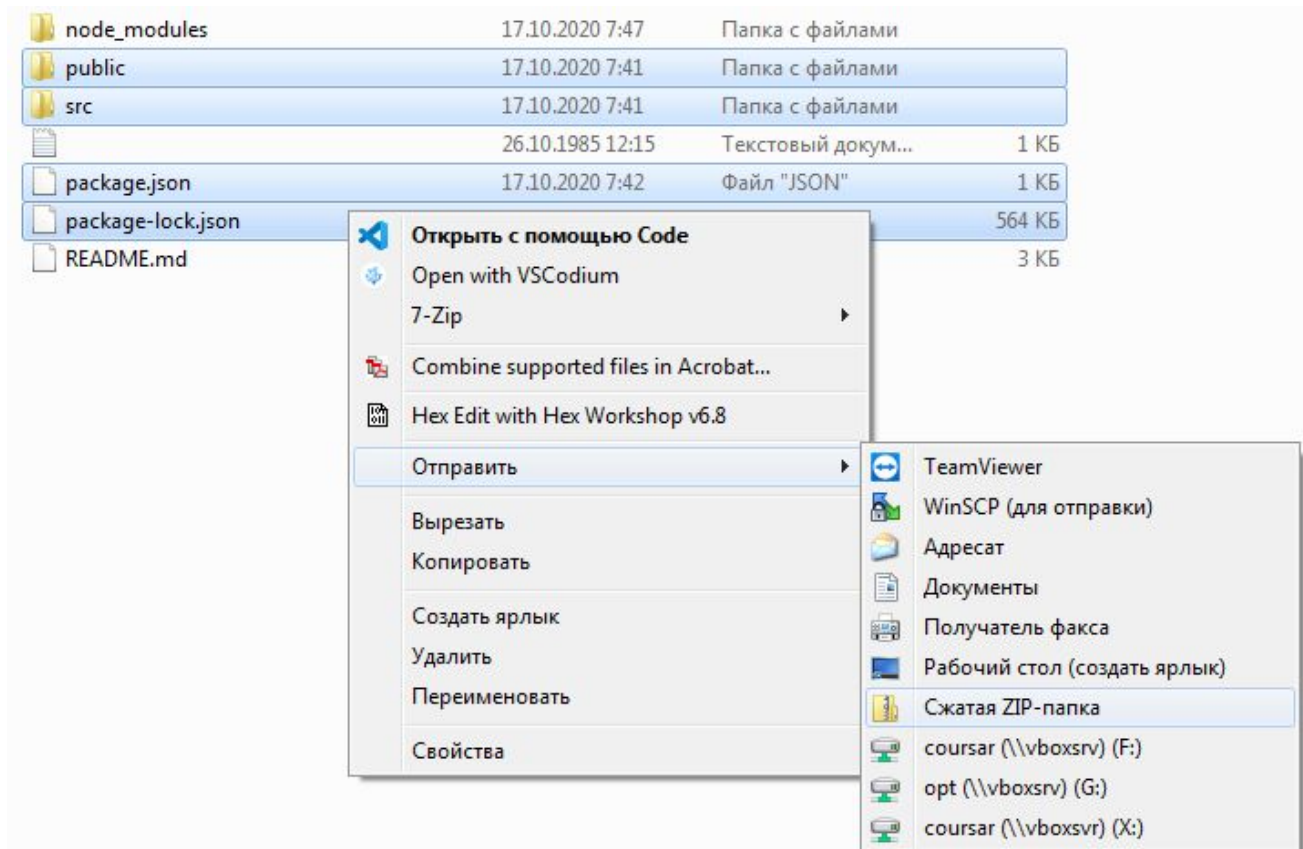 node_modules 17.10.2020 7:47 Папка с файлами
public 17.10.2020 7:41 Папка с файлами
src 17.10.2020 7:41 Папка с файлами
26.10.1985 12:15 Текстовый докум... 1 КБ
package.json 17.10.2020 7:42 Файл "JSON" 1 КБ
package-lock.json 564 КБ
README.md 3 КБ
Открыть с помощью Code
Open with VSCodium
7-Zip
Combine supported files in Acrobat...
Hex Edit with Hex Workshop v6.8
Отправить
Вырезать
Копировать
Создать ярлык
Удалить
Переименовать
Свойства
TeamViewer
WinSCP (для отправки)
Адресат
Документы
Получатель факса
Рабочий стол (создать ярлык)
Сжатая ZIP-папка
coursar (\\vboxsrv) (F:)
opt (\\vboxsrv) (G:)
coursar (\\vboxsvr) (X:)